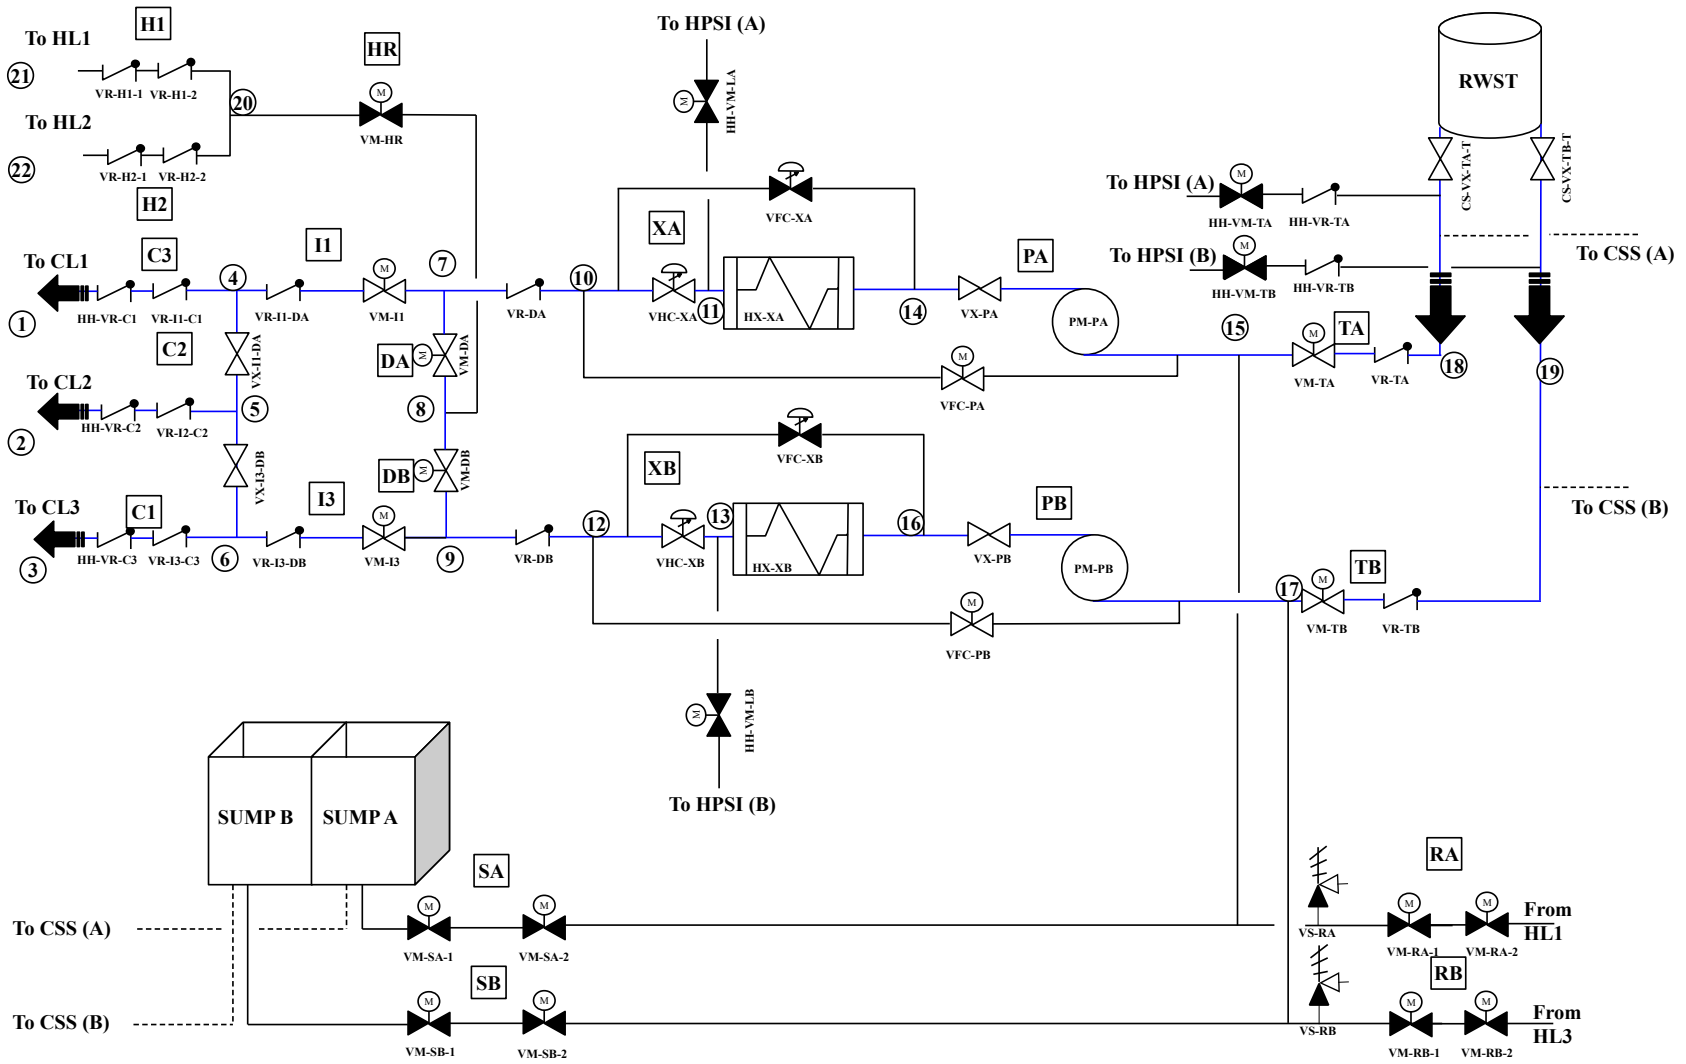 To HL1
21
H1
VR-H1-1
VR-H1-2
20
To HL2
22
VR-H2-1
VR-H2-2
H2
HR
M
VM-HR
To HPSI (A)
M
HH-VM-LA
VFC-XA
RWST
CS-VX-TA-T
CS-VX-TB-T
To HPSI (A)
M
HH-VM-TA
HH-VR-TA
To HPSI (B)
M
HH-VM-TB
HH-VR-TB
To CSS (A)
To CL1
1
C3
HH-VR-C1
VR-I1-C1
4
I1
VR-I1-DA
M
VM-I1
7
VR-DA
10
XA
VHC-XA
11
HX-XA
14
VX-PA
PA
PM-PA
15
M
VM-TA
TA
VR-TA
18
19
C2
VX-I1-DA
DA
M
VM-DA
M
VFC-PA
To CL2
2
HH-VR-C2
VR-I2-C2
5
8
VX-I3-DB
DB
M
VM-DB
VFC-XB
To CL3
3
C1
HH-VR-C3
VR-I3-C3
6
I3
VR-I3-DB
M
VM-I3
9
VR-DB
12
XB
VHC-XB
13
HX-XB
16
VX-PB
PB
PM-PB
17
M
VM-TB
TB
VR-TB
To CSS (B)
M
VFC-PB
M
HH-VM-LB
To HPSI (B)
SUMP B
SUMP A
To CSS (A)
SA
M
VM-SA-1
M
VM-SA-2
VS-RA
RA
M
VM-RA-1
M
VM-RA-2
From
HL1
To CSS (B)
SB
M
VM-SB-1
M
VM-SB-2
VS-RB
RB
M
VM-RB-1
M
VM-RB-2
From
HL3